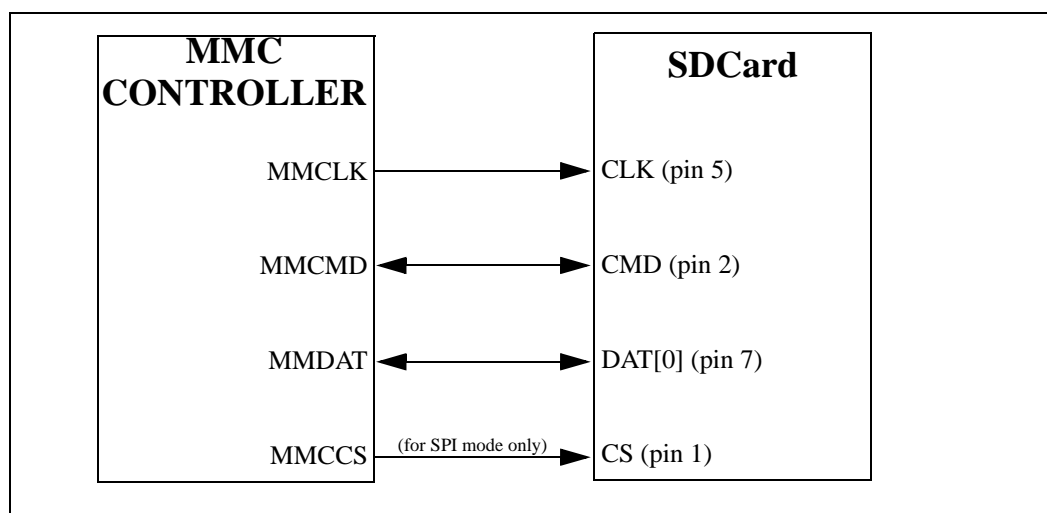 MMC
CONTROLLER
SDCard
MMCLK
CLK (pin 5)
MMCMD
CMD (pin 2)
MMDAT
DAT[0] (pin 7)
MMCCS
(for SPI mode only)
CS (pin 1)